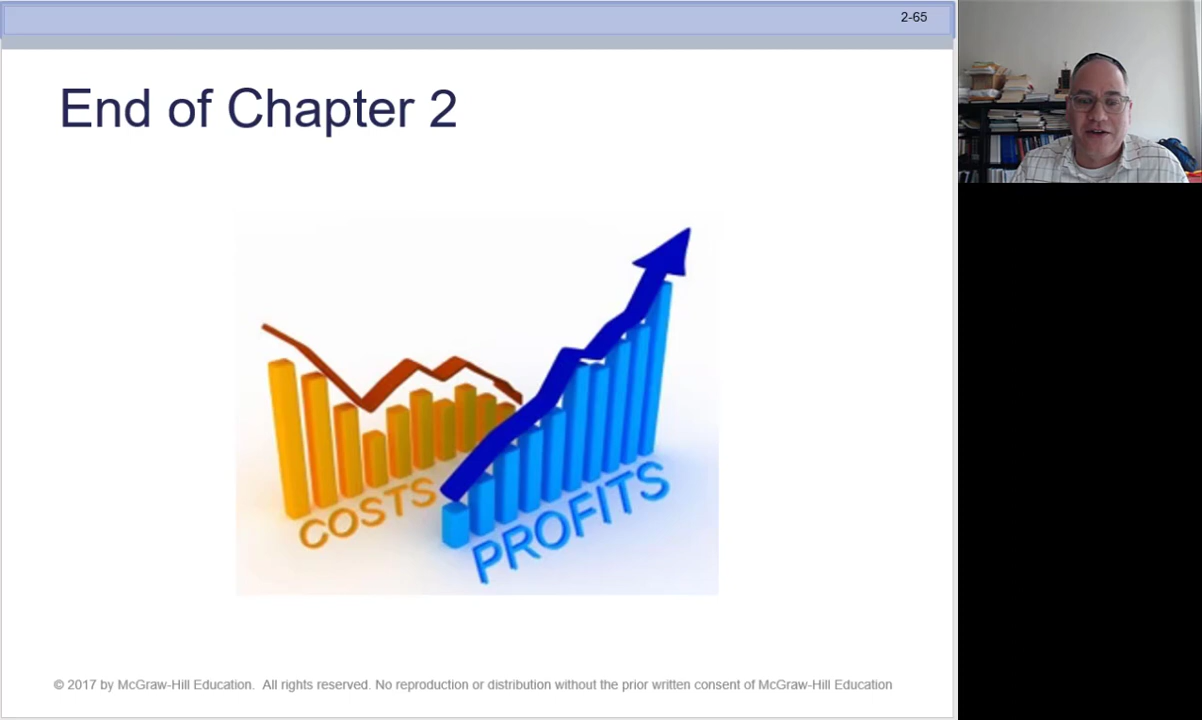 2-65
End of Chapter 2
COSTS
PROFITS
© 2017 by McGraw-Hill Education.  All rights reserved. No reproduction or distribution without the prior written consent of McGraw-Hill Education